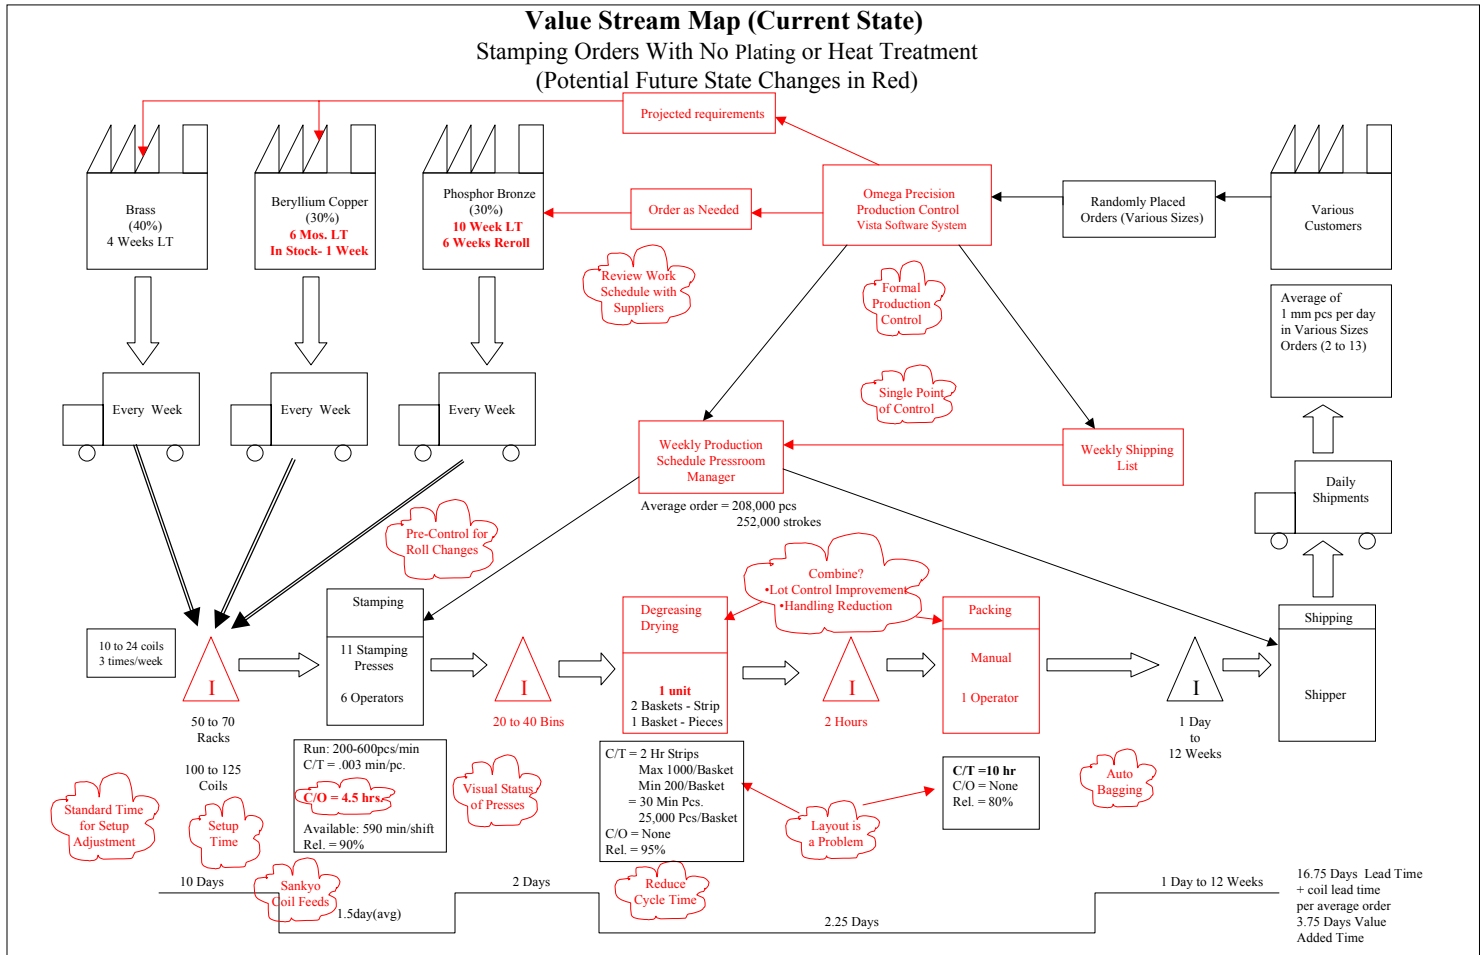 Value Stream Map (Current State)
Stamping Orders With No Plating or Heat Treatment
(Potential Future State Changes in Red)
Projected requirements
Brass
(40%)
4 Weeks LT
Beryllium Copper
(30%)
6 Mos. LT
In Stock- 1 Week
Phosphor Bronze
(30%)
10 Week LT
6 Weeks Reroll
Order as Needed
Omega Precision
Production Control
Vista Software System
Randomly Placed
Orders (Various Sizes)
Various
Customers
Review Work
Schedule with
Suppliers
Formal
Production
Control
Average of
1 mm pcs per day
in Various Sizes
Orders (2 to 13)
Every Week
Every Week
Every Week
Single Point
of Control
Weekly Production
Schedule Pressroom
Manager
Weekly Shipping
List
Daily
Shipments
Average order = 208,000 pcs
252,000 strokes
Pre-Control for
Roll Changes
Combine?
•Lot Control Improvement
•Handling Reduction
10 to 24 coils
3 times/week
I
50 to 70
Racks
100 to 125
Coils
Stamping
11 Stamping
Presses
6 Operators
I
20 to 40 Bins
Degreasing
Drying
1 unit
2 Baskets - Strip
1 Basket - Pieces
I
2 Hours
Packing
Manual
1 Operator
I
1 Day
to
12 Weeks
Shipping
Shipper
Run: 200-600pcs/min
C/T = .003 min/pc.
C/O = 4.5 hrs.
Available: 590 min/shift
Rel. = 90%
C/T = 2 Hr Strips
Max 1000/Basket
Min 200/Basket
= 30 Min Pcs.
25,000 Pcs/Basket
C/O = None
Rel. = 95%
C/T =10 hr
C/O = None
Rel. = 80%
Standard Time
for Setup
Adjustment
Setup
Time
Sankyo
Coil Feeds
Visual Status
of Presses
Layout is
a Problem
Auto
Bagging
Reduce
Cycle Time
10 Days
1.5day(avg)
2 Days
2.25 Days
1 Day to 12 Weeks
16.75 Days  Lead Time
+ coil lead time
per average order
3.75 Days Value
Added Time